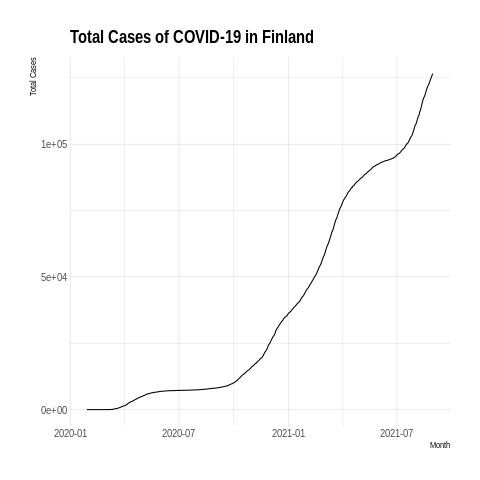 Total Cases of COVID-19 in Finland
Total Cases
1e+05
5e+04
0e+00
2020-01 2020-07 2021-01 2021-07
Month